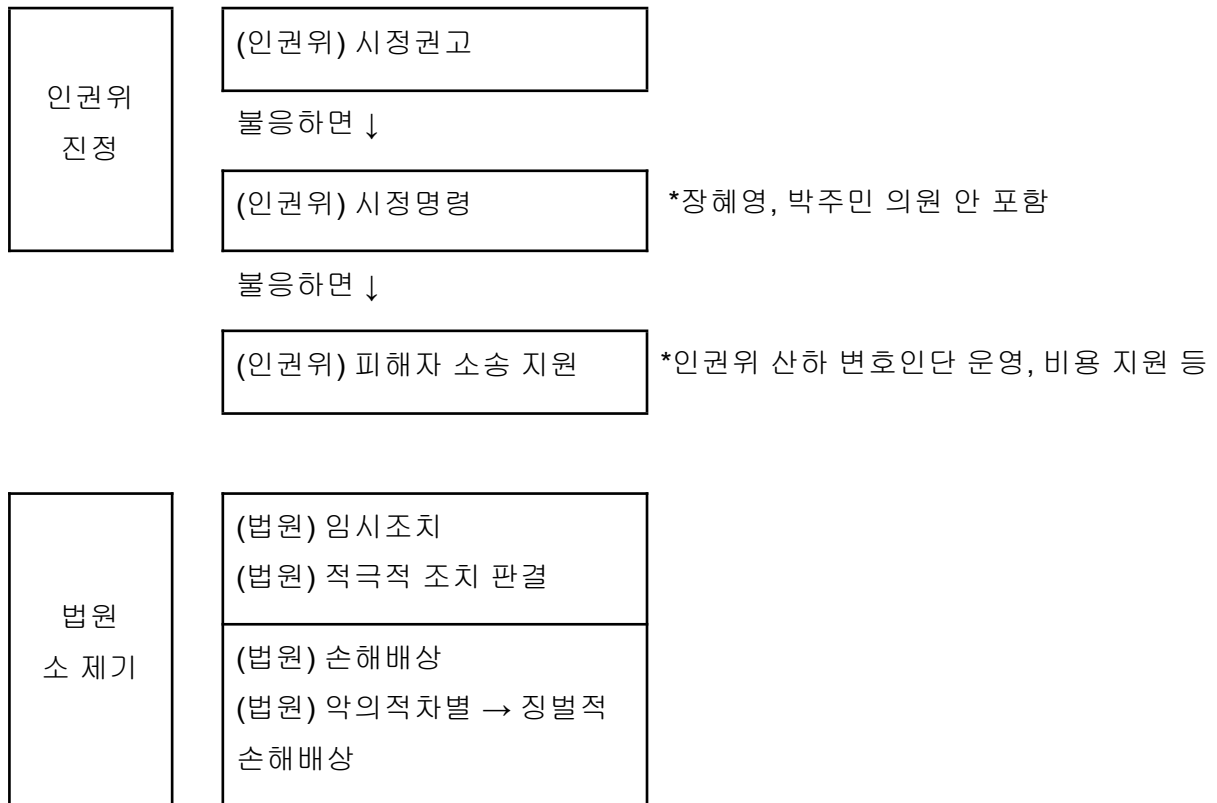 인권위
진정
(인권위) 시정권고
불응하면 ↓
(인권위) 시정명령
*장혜영, 박주민 의원 안 포함
불응하면 ↓
(인권위) 피해자 소송 지원
*인권위 산하 변호인단 운영, 비용 지원 등
법원
소 제기
(법원) 임시조치
(법원) 적극적 조치 판결
(법원) 손해배상
(법원) 악의적차별 → 징벌적
손해배상